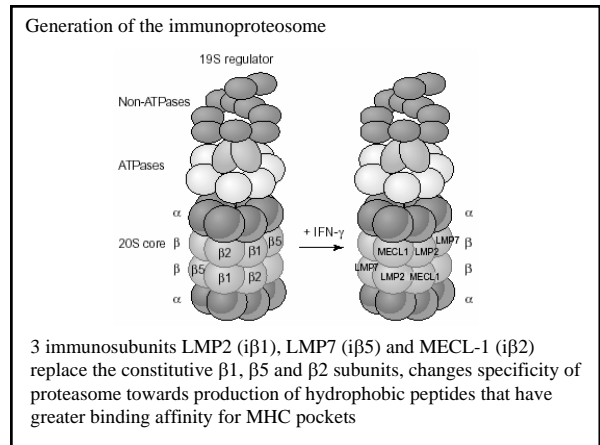 Generation of the immunoproteosome
19S regulator
Non-ATPases
ATPases
α
20S core
β
β
α
β2
β1
β5
β5
β1
β2
+ IFN-γ
MECL1
LMP2
LMP7
LMP7
LMP2
MECL1
α
β
β
α
3 immunosubunits LMP2 (iβ1), LMP7 (iβ5) and MECL-1 (iβ2)
replace the constitutive β1, β5 and β2 subunits, changes specificity of
proteasome towards production of hydrophobic peptides that have
greater binding affinity for MHC pockets